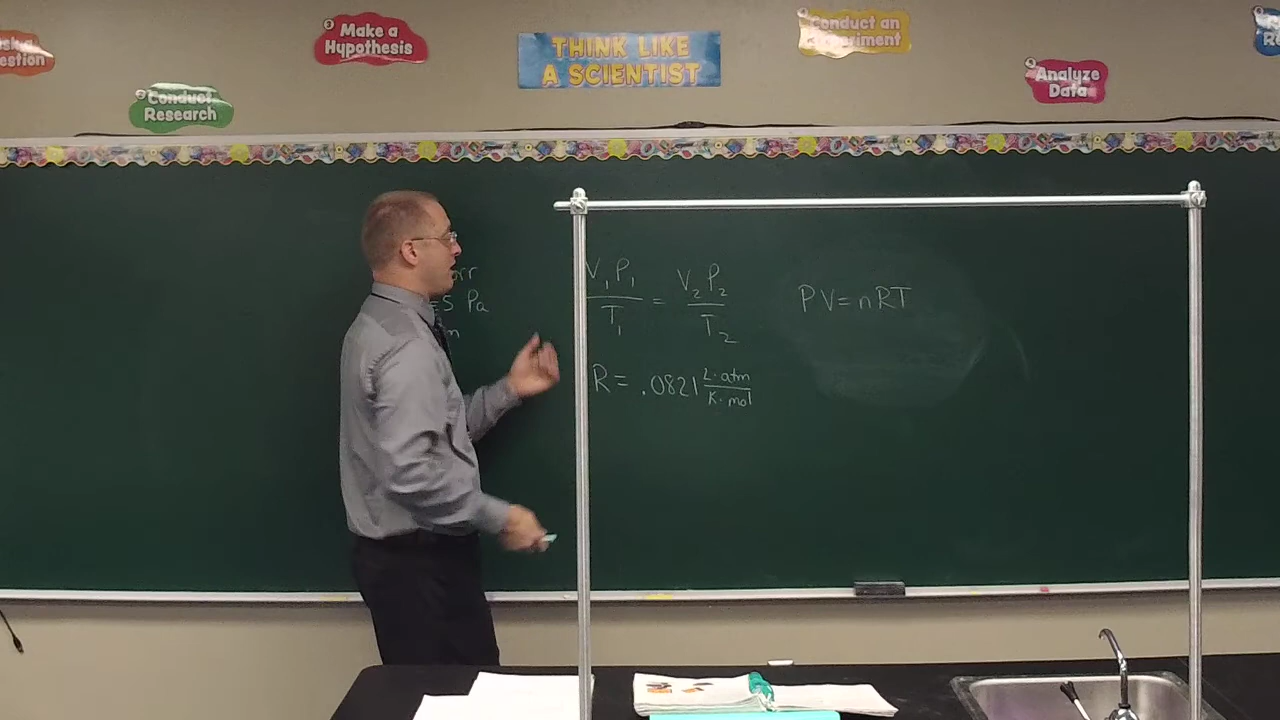 Make a
Hypothesis
Conduct
Research
THINK LIKE
A SCIENTIST
Conduct an
Analyze
Data
V₁P₁/T₁ = V₂P₂/T₂
PV=nRT
Pa
R= .0821 L·atm/K·mol